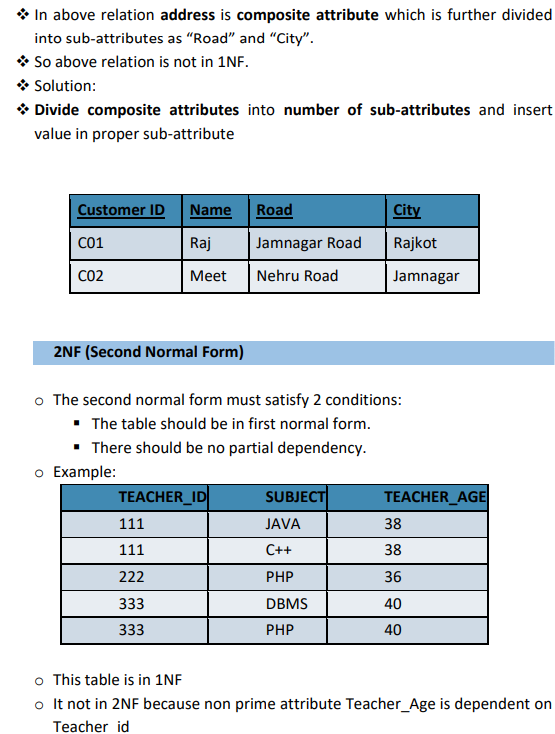 ❖ In above relation address is composite attribute which is further divided
into sub-attributes as “Road” and “City”.
❖ So above relation is not in 1NF.
❖ Solution:
❖ Divide composite attributes into number of sub-attributes and insert
value in proper sub-attribute
Customer ID Name Road City
C01 Raj Jamnagar Road Rajkot
C02 Meet Nehru Road Jamnagar
2NF (Second Normal Form)
o The second normal form must satisfy 2 conditions:
▪ The table should be in first normal form.
▪ There should be no partial dependency.
o Example:
TEACHER_ID SUBJECT TEACHER_AGE
111 JAVA 38
111 C++ 38
222 PHP 36
333 DBMS 40
333 PHP 40
o This table is in 1NF
o It not in 2NF because non prime attribute Teacher_Age is dependent on
Teacher_id